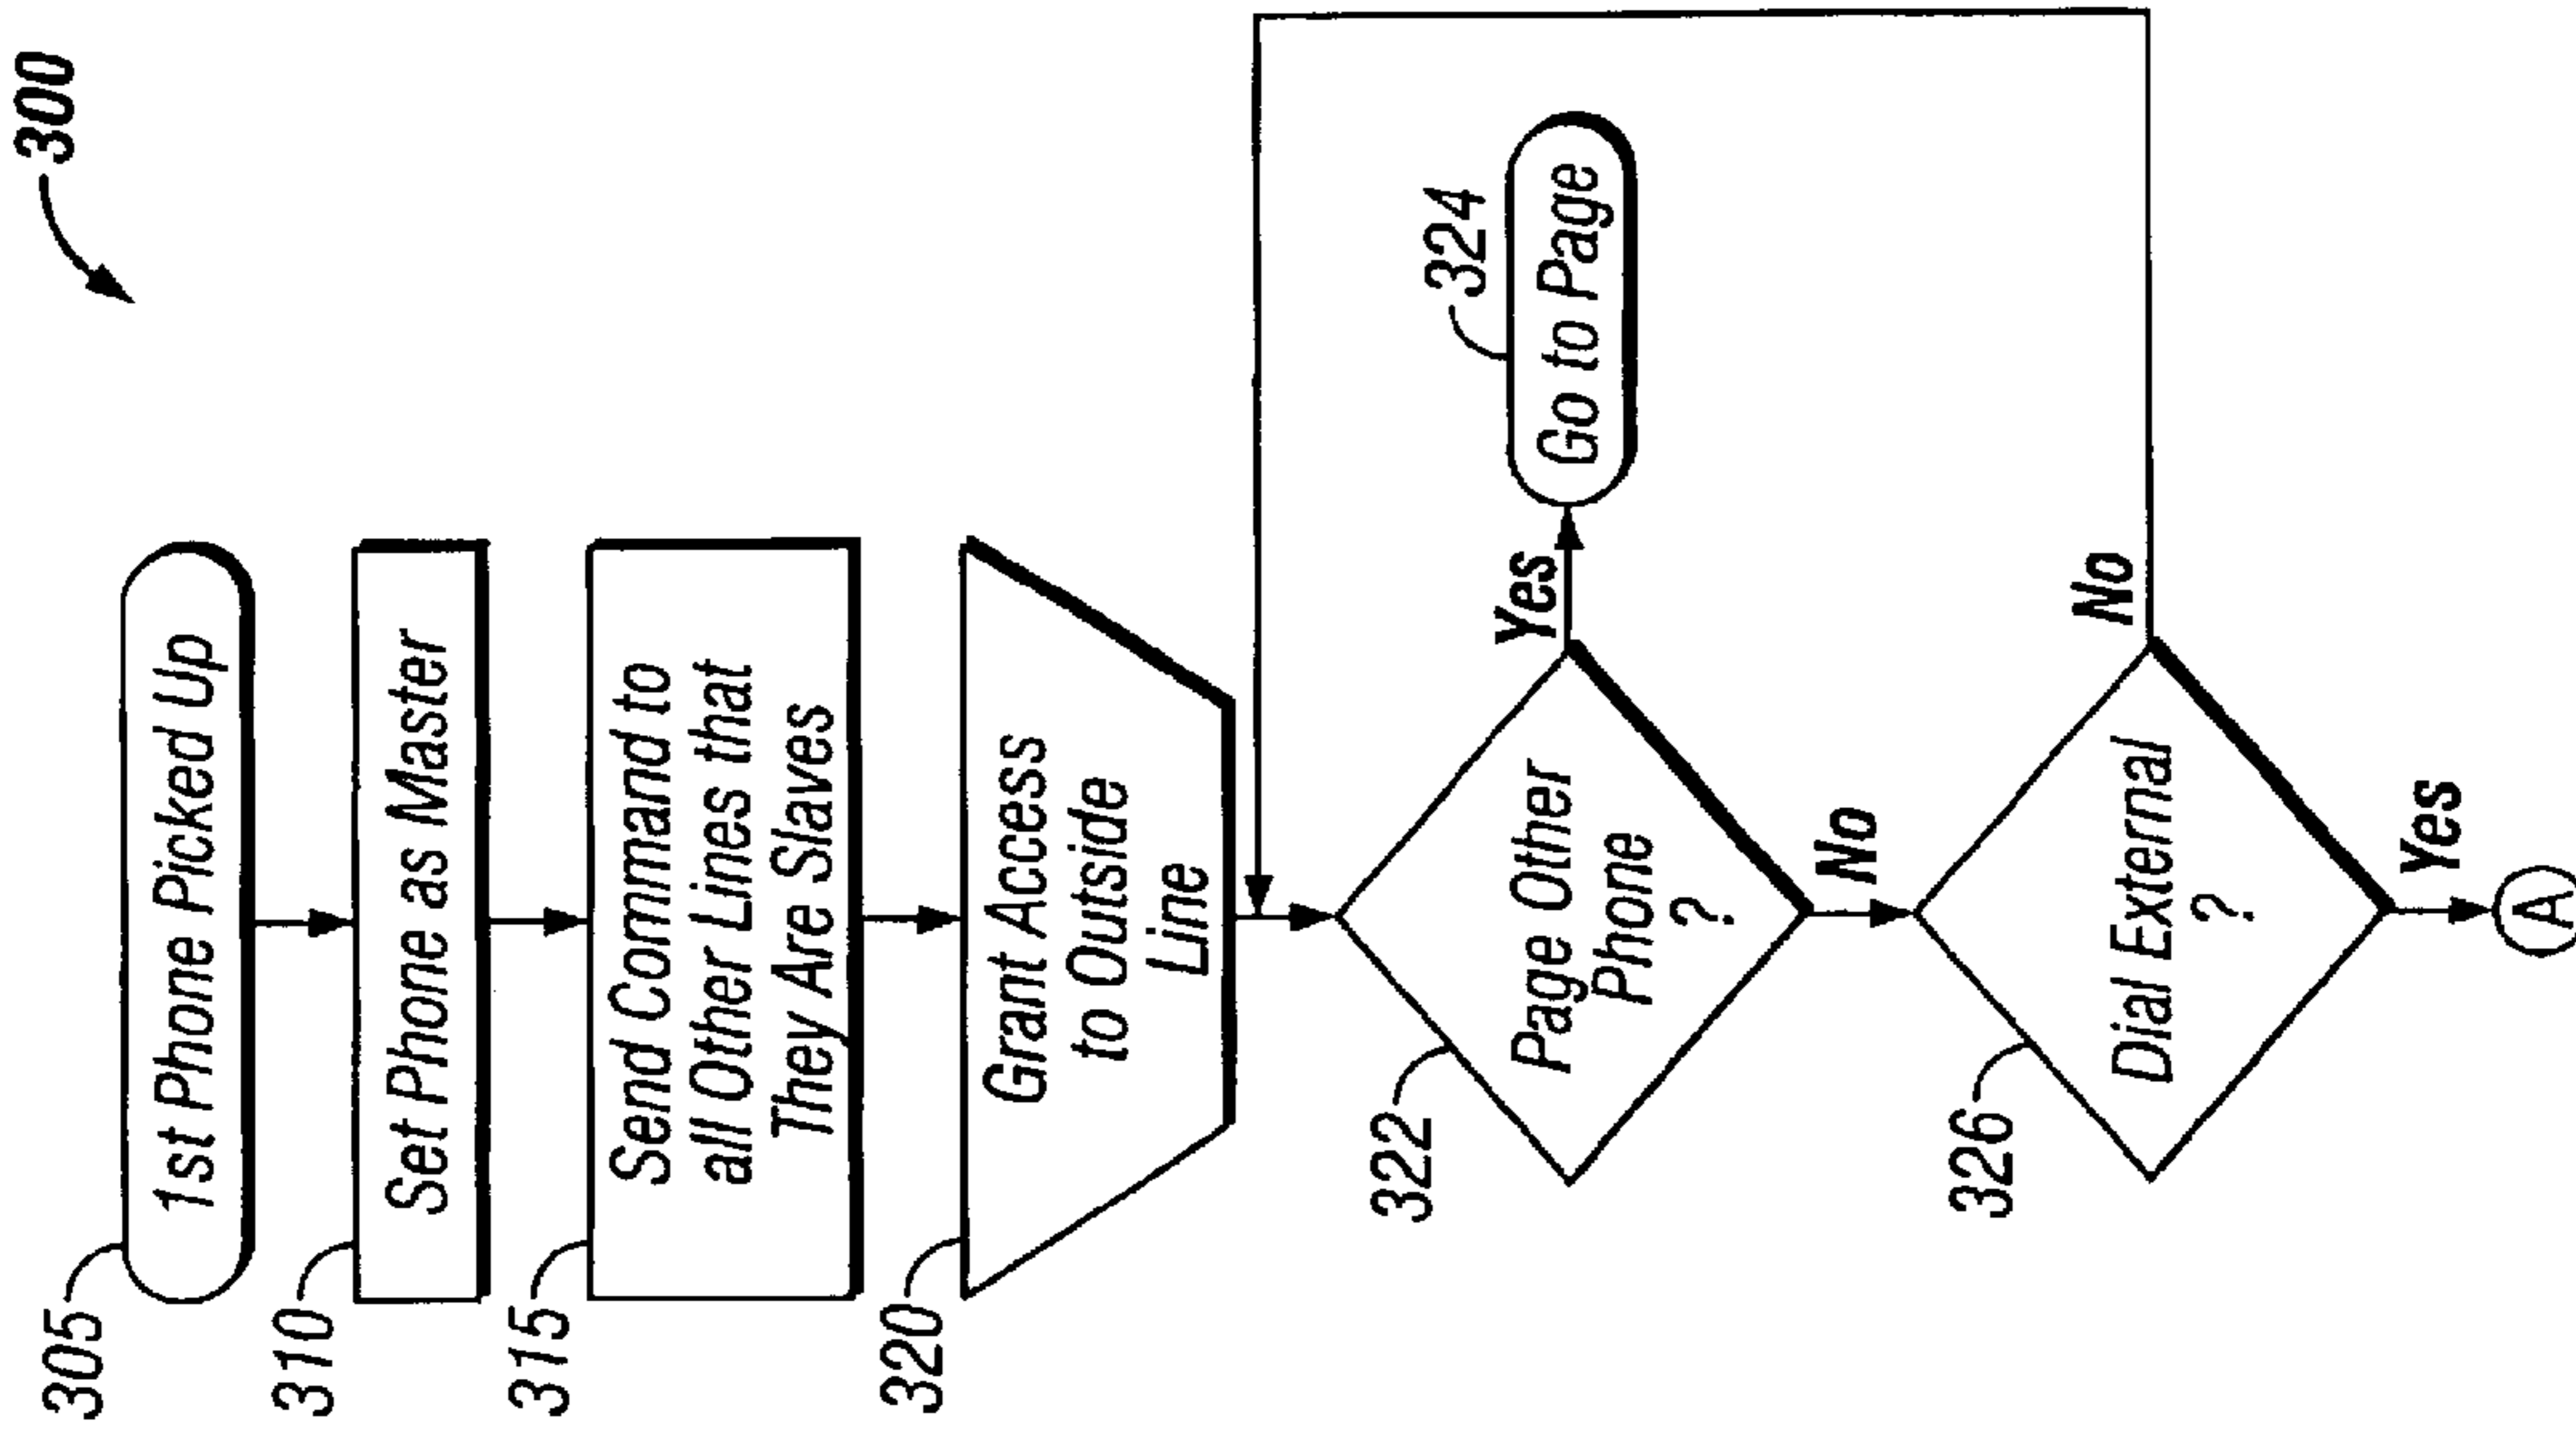 300
305
1st Phone Picked Up
310
Set Phone as Master
315
Send Command to
all Other Lines that
They Are Slaves
320
Grant Access
to Outside
Line
322
Page Other
Phone
?
Yes
324
Go to Page
No
326
Dial External
?
No
Yes
A